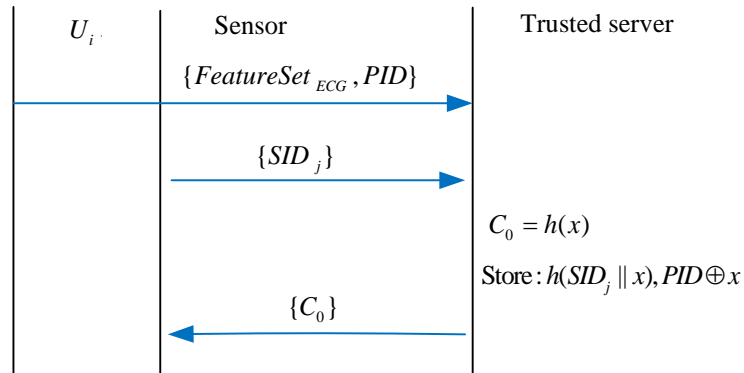 U_i Sensor Trusted server
{FeatureSet_ECG, PID}
{SID_j}
C_0 = h(x)
Store: h(SID_j || x), PID ⊕ x
{C_0}